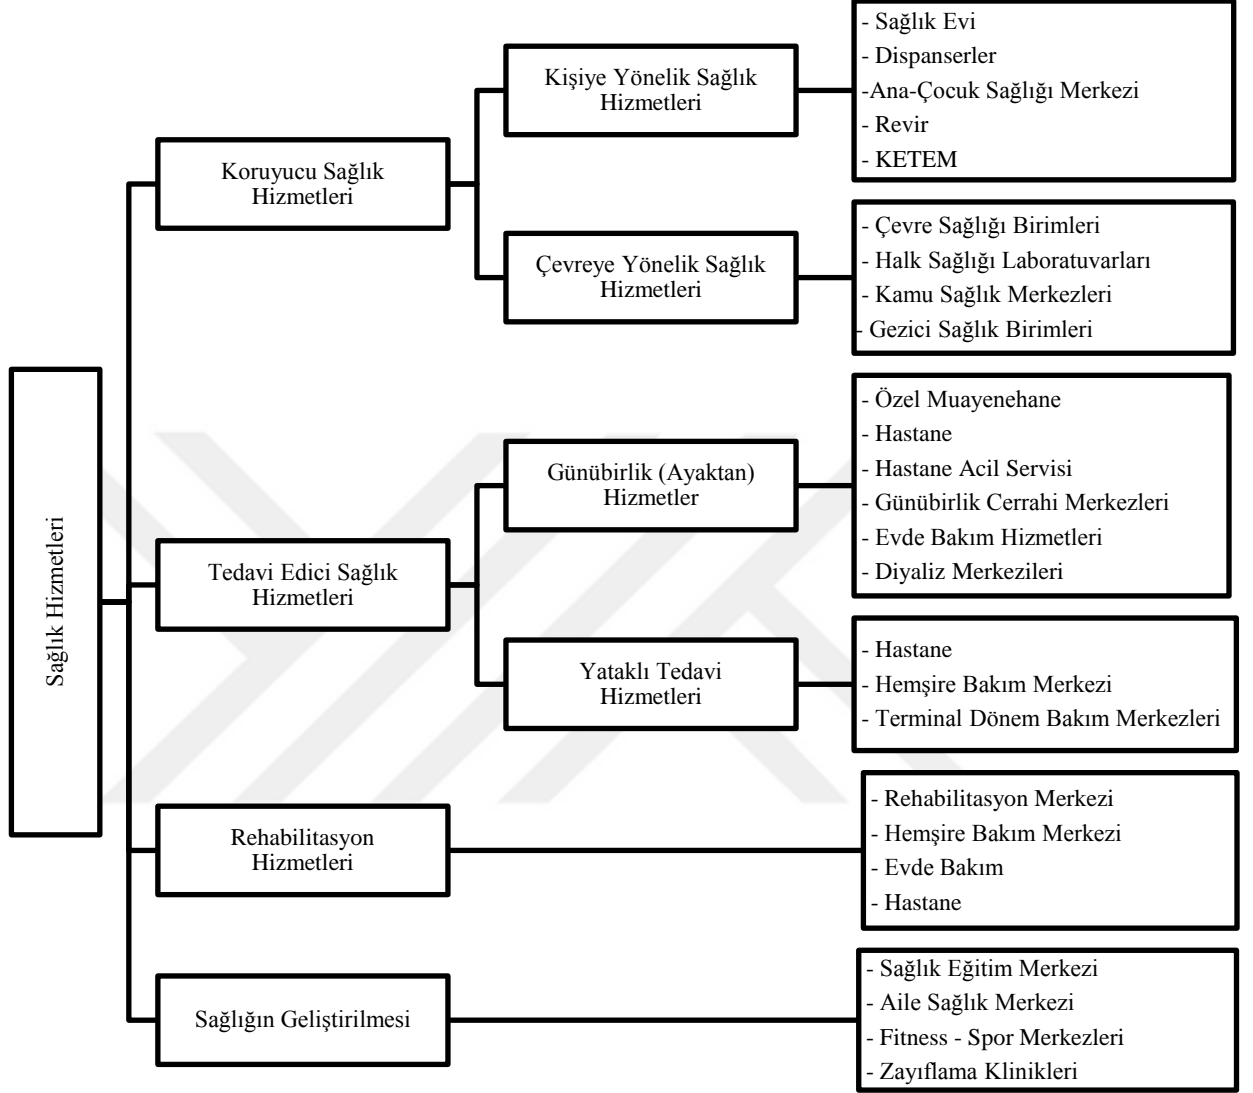 Sağlık Hizmetleri
Koruyucu Sağlık
Hizmetleri
Kişiye Yönelik Sağlık
Hizmetleri
- Sağlık Evi
- Dispanserler
-Ana-Çocuk Sağlığı Merkezi
- Revir
- KETEM
Çevreye Yönelik Sağlık
Hizmetleri
- Çevre Sağlığı Birimleri
- Halk Sağlığı Laboratuvarları
- Kamu Sağlık Merkezleri
- Gezici Sağlık Birimleri
Tedavi Edici Sağlık
Hizmetleri
Günübirlik (Ayaktan)
Hizmetler
- Özel Muayenehane
- Hastane
- Hastane Acil Servisi
- Günübirlik Cerrahi Merkezleri
- Evde Bakım Hizmetleri
- Diyaliz Merkezileri
Yataklı Tedavi
Hizmetleri
- Hastane
- Hemşire Bakım Merkezi
- Terminal Dönem Bakım Merkezleri
Rehabilitasyon
Hizmetleri
- Rehabilitasyon Merkezi
- Hemşire Bakım Merkezi
- Evde Bakım
- Hastane
Sağlığın Geliştirilmesi
- Sağlık Eğitim Merkezi
- Aile Sağlık Merkezi
- Fitness - Spor Merkezleri
- Zayıflama Klinikleri